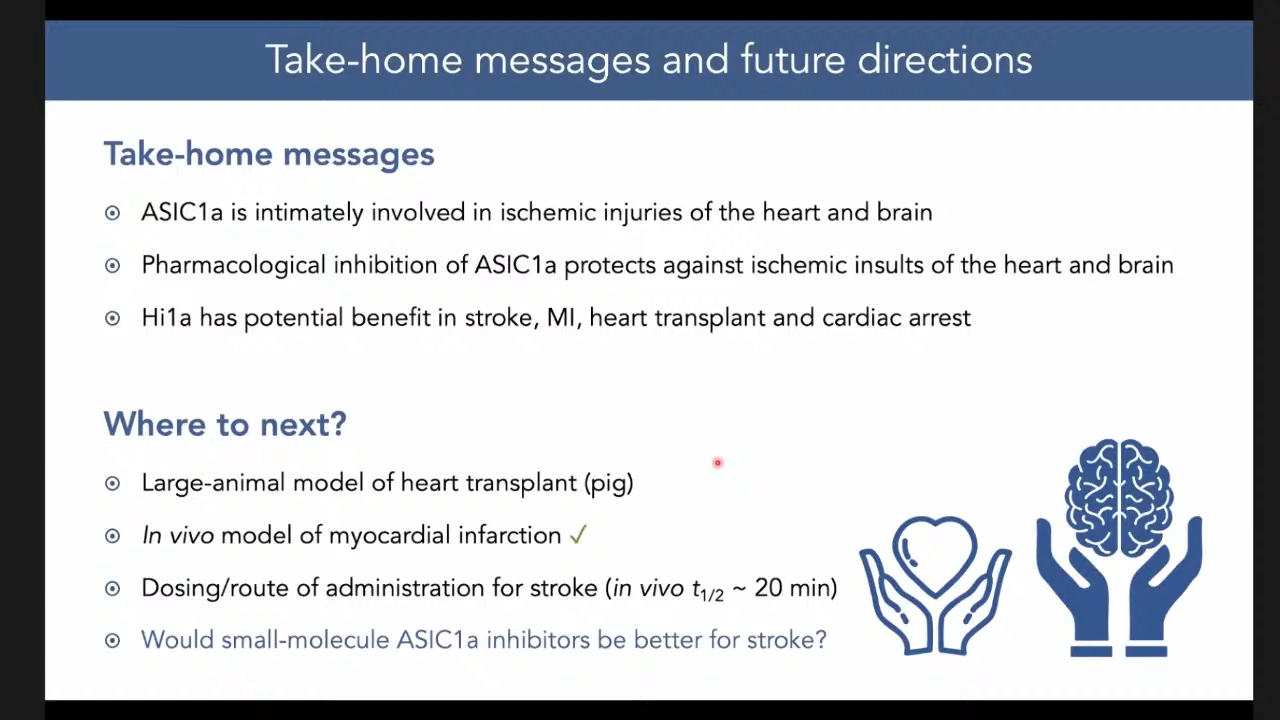 Take-home messages and future directions
Take-home messages
ASIC1a is intimately involved in ischemic injuries of the heart and brain
Pharmacological inhibition of ASIC1a protects against ischemic insults of the heart and brain
Hi1a has potential benefit in stroke, MI, heart transplant and cardiac arrest
Where to next?
Large-animal model of heart transplant (pig)
In vivo model of myocardial infarction ✓
Dosing/route of administration for stroke (in vivo t1/2 ~ 20 min)
Would small-molecule ASIC1a inhibitors be better for stroke?